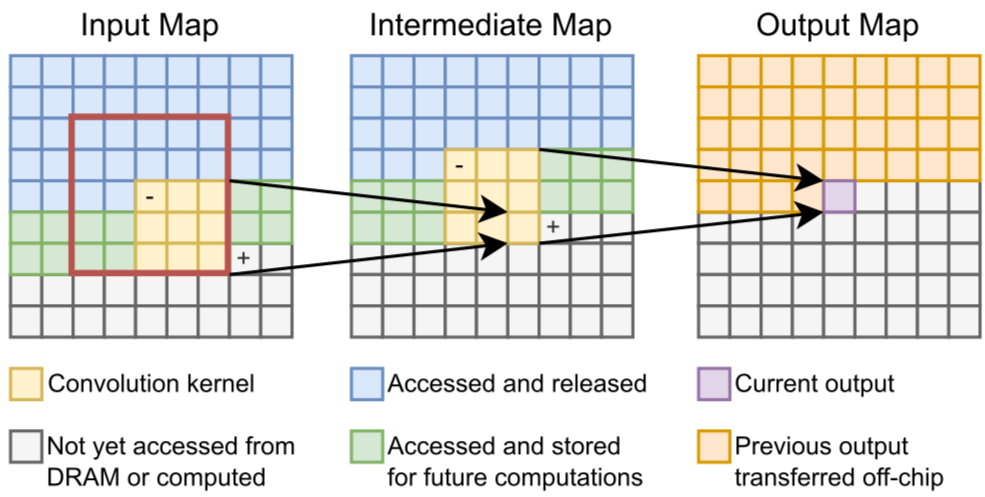 Input Map
Intermediate Map
Output Map
-
-
+
+
Convolution kernel
Accessed and released
Current output
Not yet accessed from
DRAM or computed
Accessed and stored
for future computations
Previous output
transferred off-chip